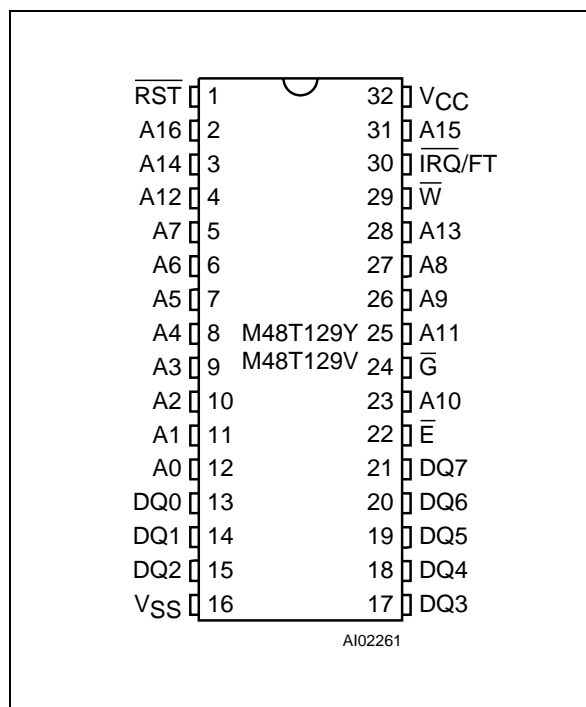 R̅S̅T̅ 1 32 VCC
A16 2 31 A15
A14 3 30 I̅R̅Q̅/FT
A12 4 29 W̅
A7 5 28 A13
A6 6 27 A8
A5 7 26 A9
A4 8 M48T129Y 25 A11
A3 9 M48T129V 24 G̅
A2 10 23 A10
A1 11 22 E̅
A0 12 21 DQ7
DQ0 13 20 DQ6
DQ1 14 19 DQ5
DQ2 15 18 DQ4
VSS 16 17 DQ3
AI02261